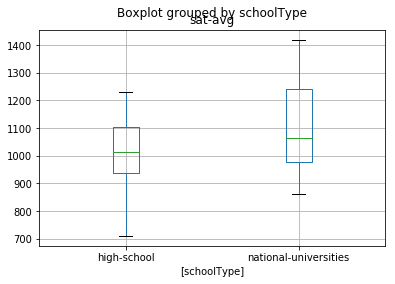 Boxplot grouped by schoolType
sat-avg
1400
1300
1200
1100
1000
900
800
700
high-school
national-universities
[schoolType]